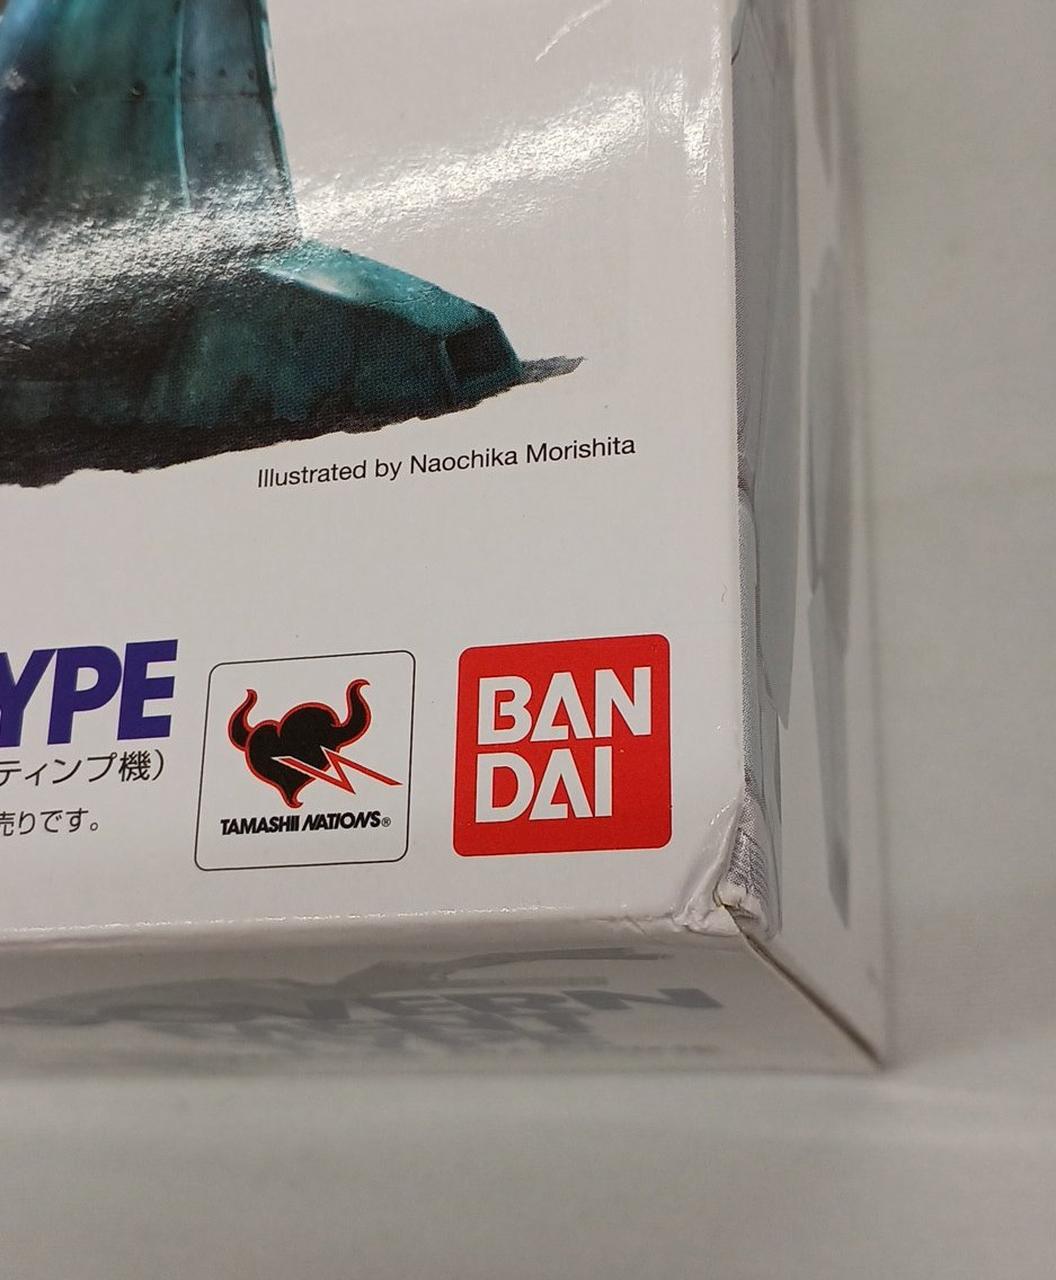 Illustrated by Naochika Morishita
YPE
ティンプ機）
売りです。
TAMASHII NATIONS®
BAN
DAI